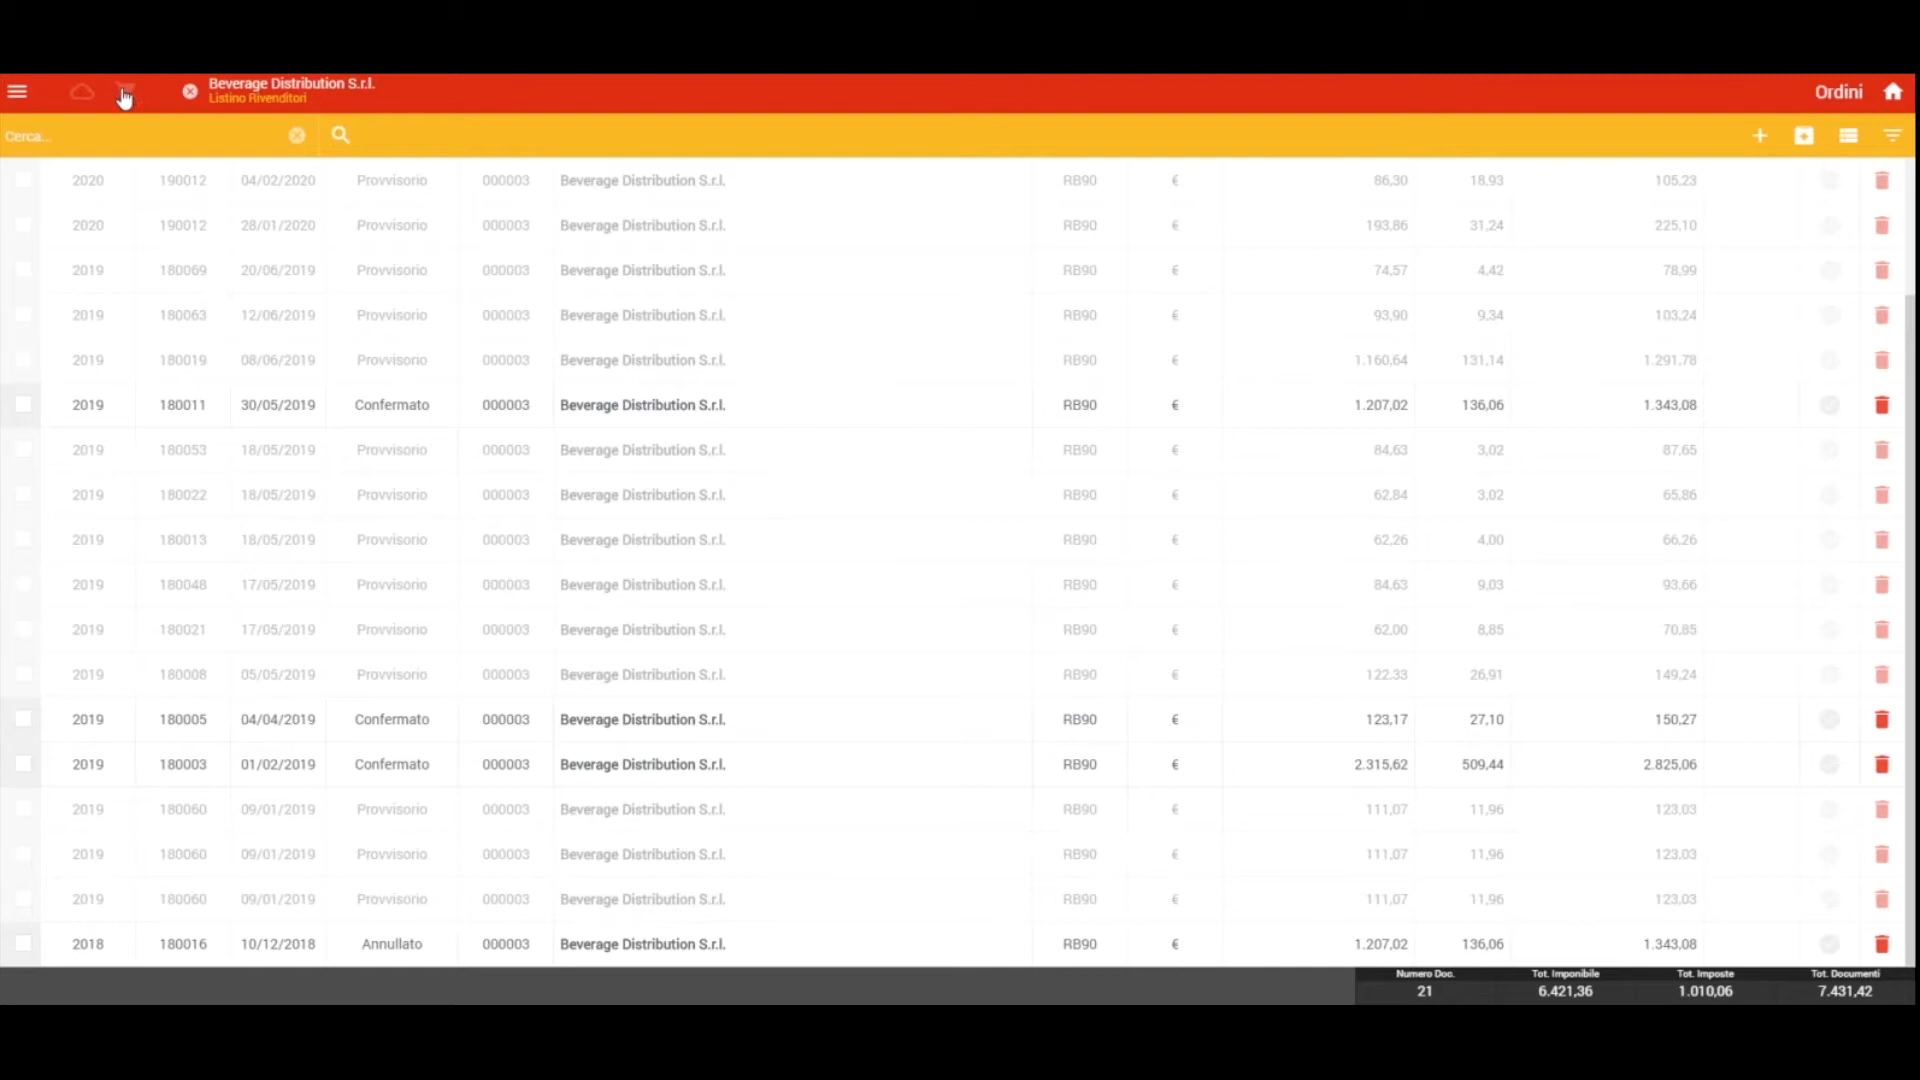 Beverage Distribution S.r.l.
Listino Rivenditori
Ordini
Cerca...
2020 190012 04/02/2020 Provvisorio 000003 Beverage Distribution S.r.l. RB90 € 86,30 18,93 105,23
2020 190012 28/01/2020 Provvisorio 000003 Beverage Distribution S.r.l. RB90 € 193,86 31,24 225,10
2019 180069 20/06/2019 Provvisorio 000003 Beverage Distribution S.r.l. RB90 € 74,57 4,42 78,99
2019 180063 12/06/2019 Provvisorio 000003 Beverage Distribution S.r.l. RB90 € 93,90 9,34 103,24
2019 180019 08/06/2019 Provvisorio 000003 Beverage Distribution S.r.l. RB90 € 1.160,64 131,14 1.291,78
2019 180011 30/05/2019 Confermato 000003 Beverage Distribution S.r.l. RB90 € 1.207,02 136,06 1.343,08
2019 180053 18/05/2019 Provvisorio 000003 Beverage Distribution S.r.l. RB90 € 84,63 3,02 87,65
2019 180022 18/05/2019 Provvisorio 000003 Beverage Distribution S.r.l. RB90 € 62,84 3,02 65,86
2019 180013 18/05/2019 Provvisorio 000003 Beverage Distribution S.r.l. RB90 € 62,26 4,00 66,26
2019 180048 17/05/2019 Provvisorio 000003 Beverage Distribution S.r.l. RB90 € 84,63 9,03 93,66
2019 180021 17/05/2019 Provvisorio 000003 Beverage Distribution S.r.l. RB90 € 62,00 8,85 70,85
2019 180008 05/05/2019 Provvisorio 000003 Beverage Distribution S.r.l. RB90 € 122,33 26,91 149,24
2019 180005 04/04/2019 Confermato 000003 Beverage Distribution S.r.l. RB90 € 123,17 27,10 150,27
2019 180003 01/02/2019 Confermato 000003 Beverage Distribution S.r.l. RB90 € 2.315,62 509,44 2.825,06
2019 180060 09/01/2019 Provvisorio 000003 Beverage Distribution S.r.l. RB90 € 111,07 11,96 123,03
2019 180060 09/01/2019 Provvisorio 000003 Beverage Distribution S.r.l. RB90 € 111,07 11,96 123,03
2019 180060 09/01/2019 Provvisorio 000003 Beverage Distribution S.r.l. RB90 € 111,07 11,96 123,03
2018 180016 10/12/2018 Annullato 000003 Beverage Distribution S.r.l. RB90 € 1.207,02 136,06 1.343,08
Numero Doc. Tot. Imponibile Tot. Imposte Tot. Documenti
21 6.421,36 1.010,06 7.431,42